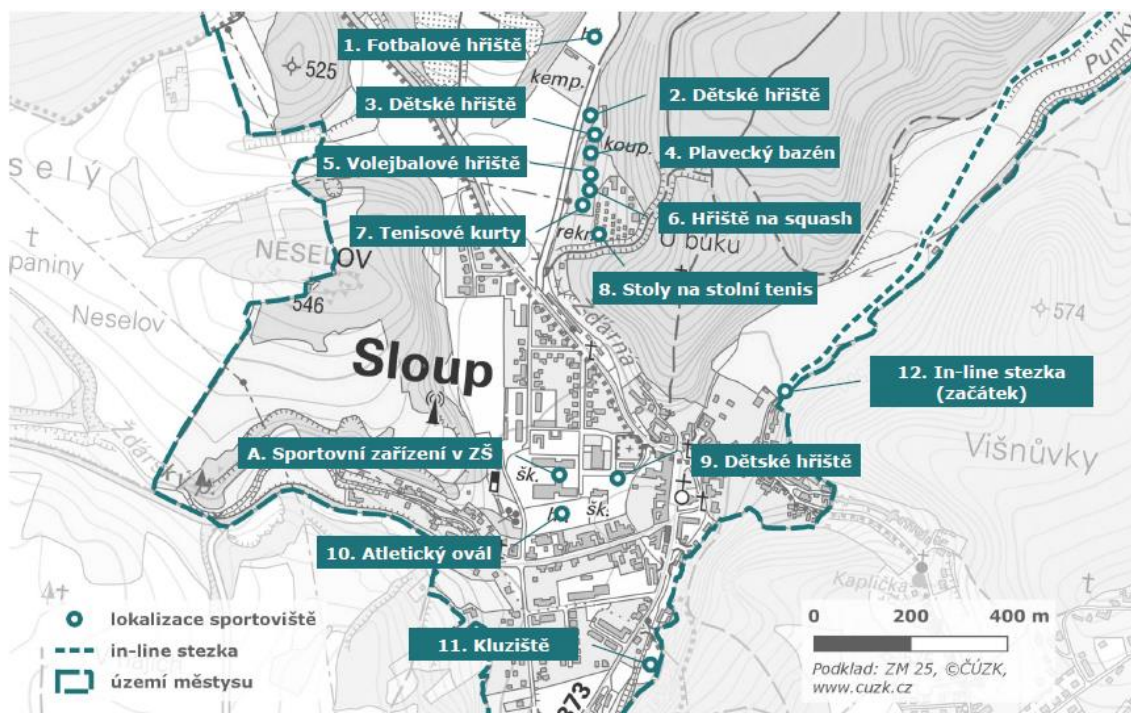 1. Fotbalové hřiště
525
kemp.
3. Dětské hřiště
2. Dětské hřiště
Punky
koup.
5. Volejbalové hřiště
4. Plavecký bazén
s e l ý
6. Hřiště na squash
7. Tenisové kurty
rekr.
NESELOV
U buku
paniny
8. Stoly na stolní tenis
546
Neselov
574
Žďárná
Sloup
12. In-line stezka
(začátek)
Višnůvky
A. Sportovní zařízení v ZŠ
9. Dětské hřiště
šk.
šk.
10. Atletický ovál
Kaplička
lokalizace sportoviště
0 200 400 m
in-line stezka
11. Kluziště
území městysu
Podklad: ZM 25, ©ČÚZK,
www.cuzk.cz
373